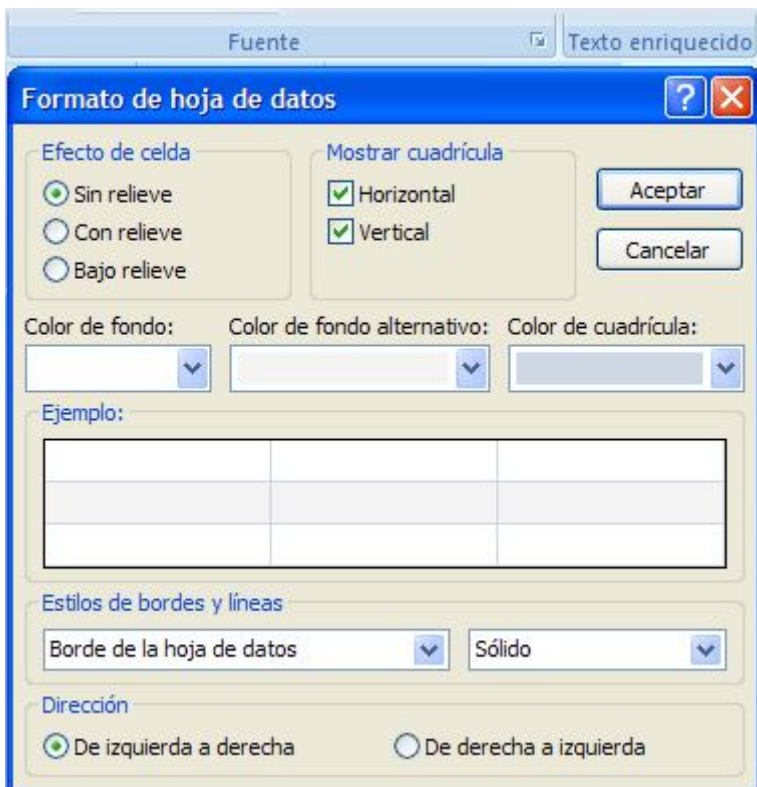 Fuente Texto enriquecido
Formato de hoja de datos
Efecto de celda
Sin relieve
Con relieve
Bajo relieve
Mostrar cuadrícula
Horizontal
Vertical
Aceptar
Cancelar
Color de fondo: Color de fondo alternativo: Color de cuadrícula:
Ejemplo:
Estilos de bordes y líneas
Borde de la hoja de datos Sólido
Dirección
De izquierda a derecha De derecha a izquierda